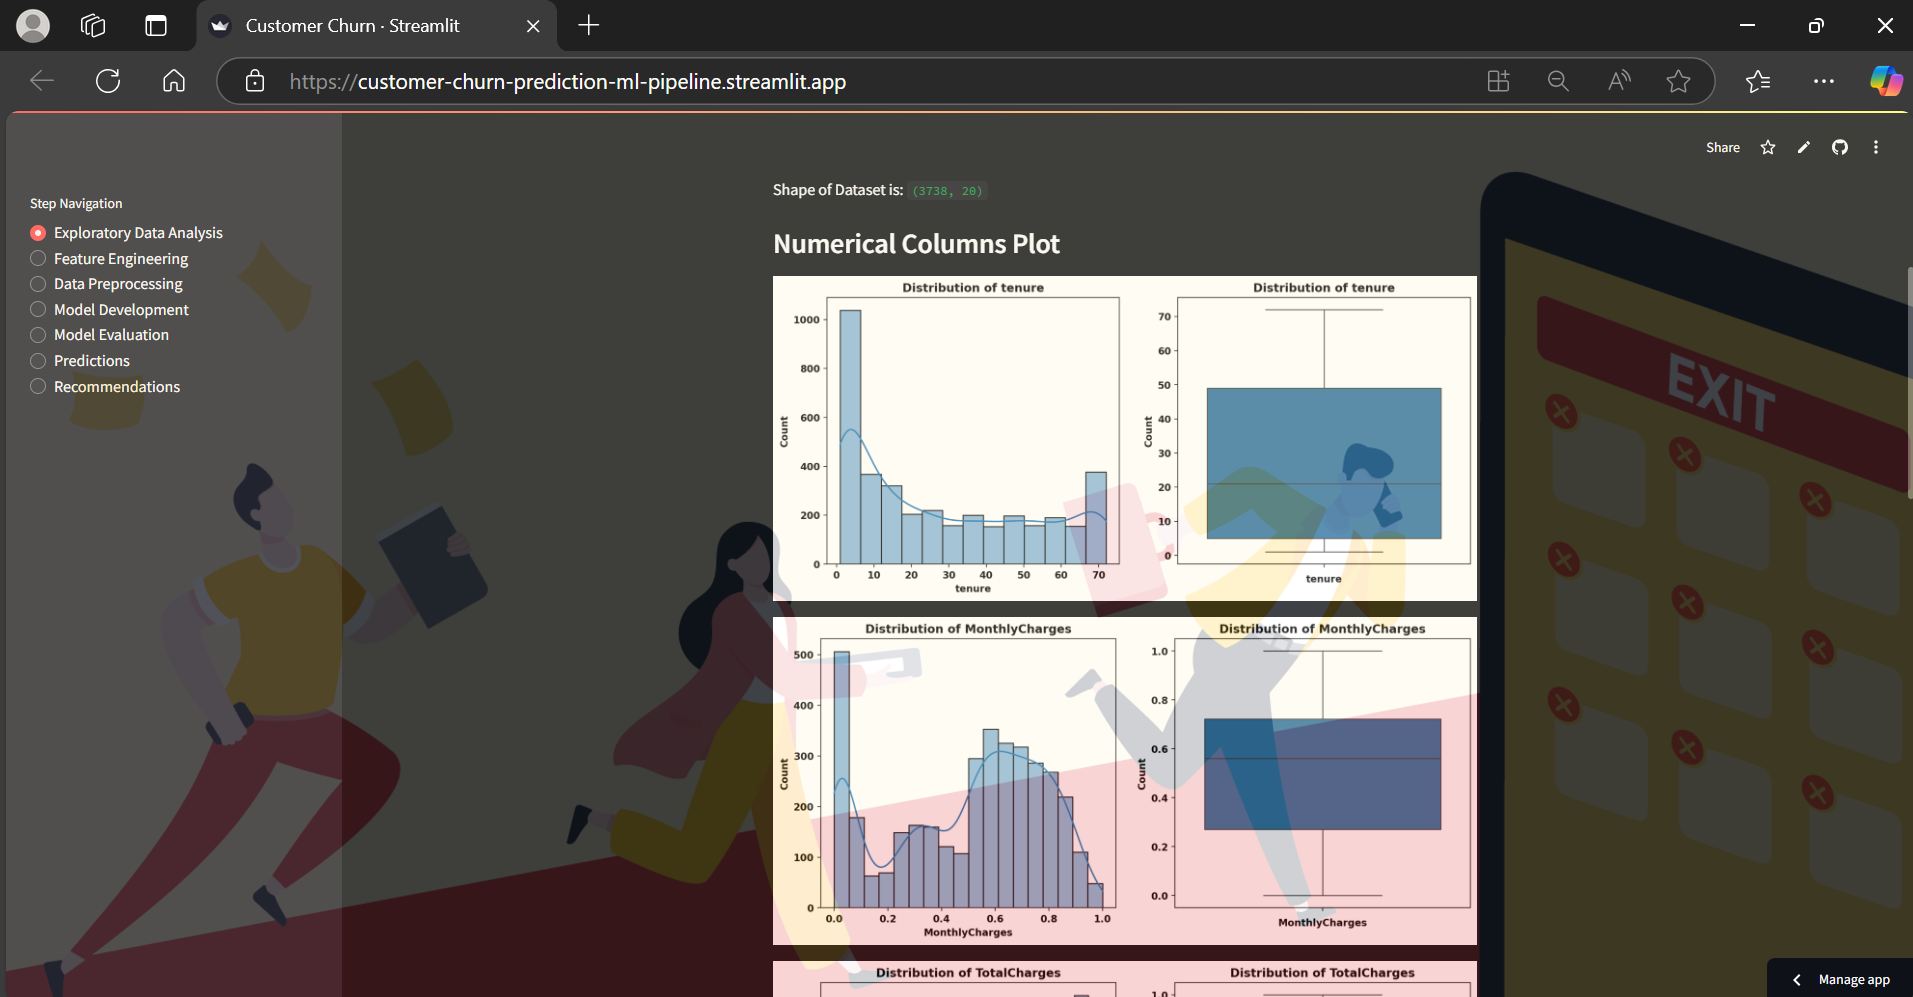 Customer Churn · Streamlit
https://customer-churn-prediction-ml-pipeline.streamlit.app
Share
Step Navigation
Exploratory Data Analysis
Feature Engineering
Data Preprocessing
Model Development
Model Evaluation
Predictions
Recommendations
Shape of Dataset is: (3738, 20)
Numerical Columns Plot
Distribution of tenure
Count
1000
800
600
400
200
0
0 10 20 30 40 50 60 70
tenure
Distribution of tenure
Count
70
60
50
40
30
20
10
0
tenure
Distribution of MonthlyCharges
Count
500
400
300
200
100
0
0.0 0.2 0.4 0.6 0.8 1.0
MonthlyCharges
Distribution of MonthlyCharges
Count
1.0
0.8
0.6
0.4
0.2
0.0
MonthlyCharges
Distribution of TotalCharges
Distribution of TotalCharges
1.0
EXIT
Manage app